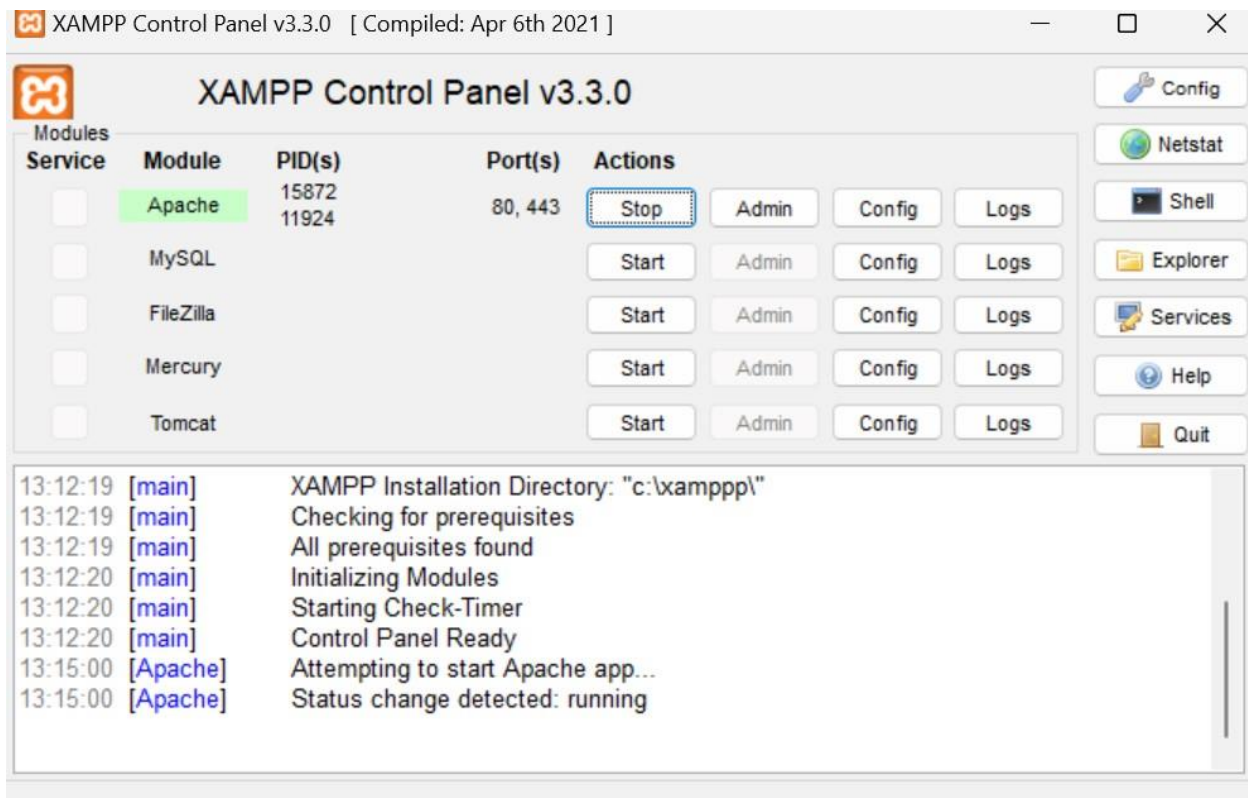 XAMPP Control Panel v3.3.0 [ Compiled: Apr 6th 2021 ]
XAMPP Control Panel v3.3.0
Config
Modules
Service Module PID(s) Port(s) Actions
Netstat
Apache 15872 80, 443 Stop Admin Config Logs
11924
Shell
MySQL Start Admin Config Logs
Explorer
FileZilla Start Admin Config Logs
Services
Mercury Start Admin Config Logs
Help
Tomcat Start Admin Config Logs
Quit
13:12:19 [main] XAMPP Installation Directory: "c:\xamppp\"
13:12:19 [main] Checking for prerequisites
13:12:19 [main] All prerequisites found
13:12:20 [main] Initializing Modules
13:12:20 [main] Starting Check-Timer
13:12:20 [main] Control Panel Ready
13:15:00 [Apache] Attempting to start Apache app...
13:15:00 [Apache] Status change detected: running